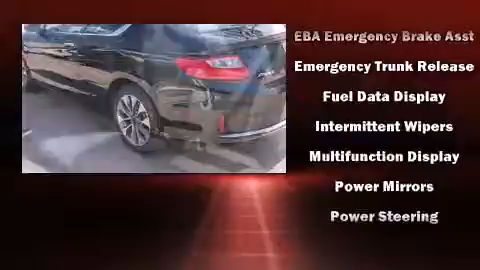 EBA Emergency Brake Asst
Emergency Trunk Release
Fuel Data Display
Intermittent Wipers
Multifunction Display
Power Mirrors
Power Steering